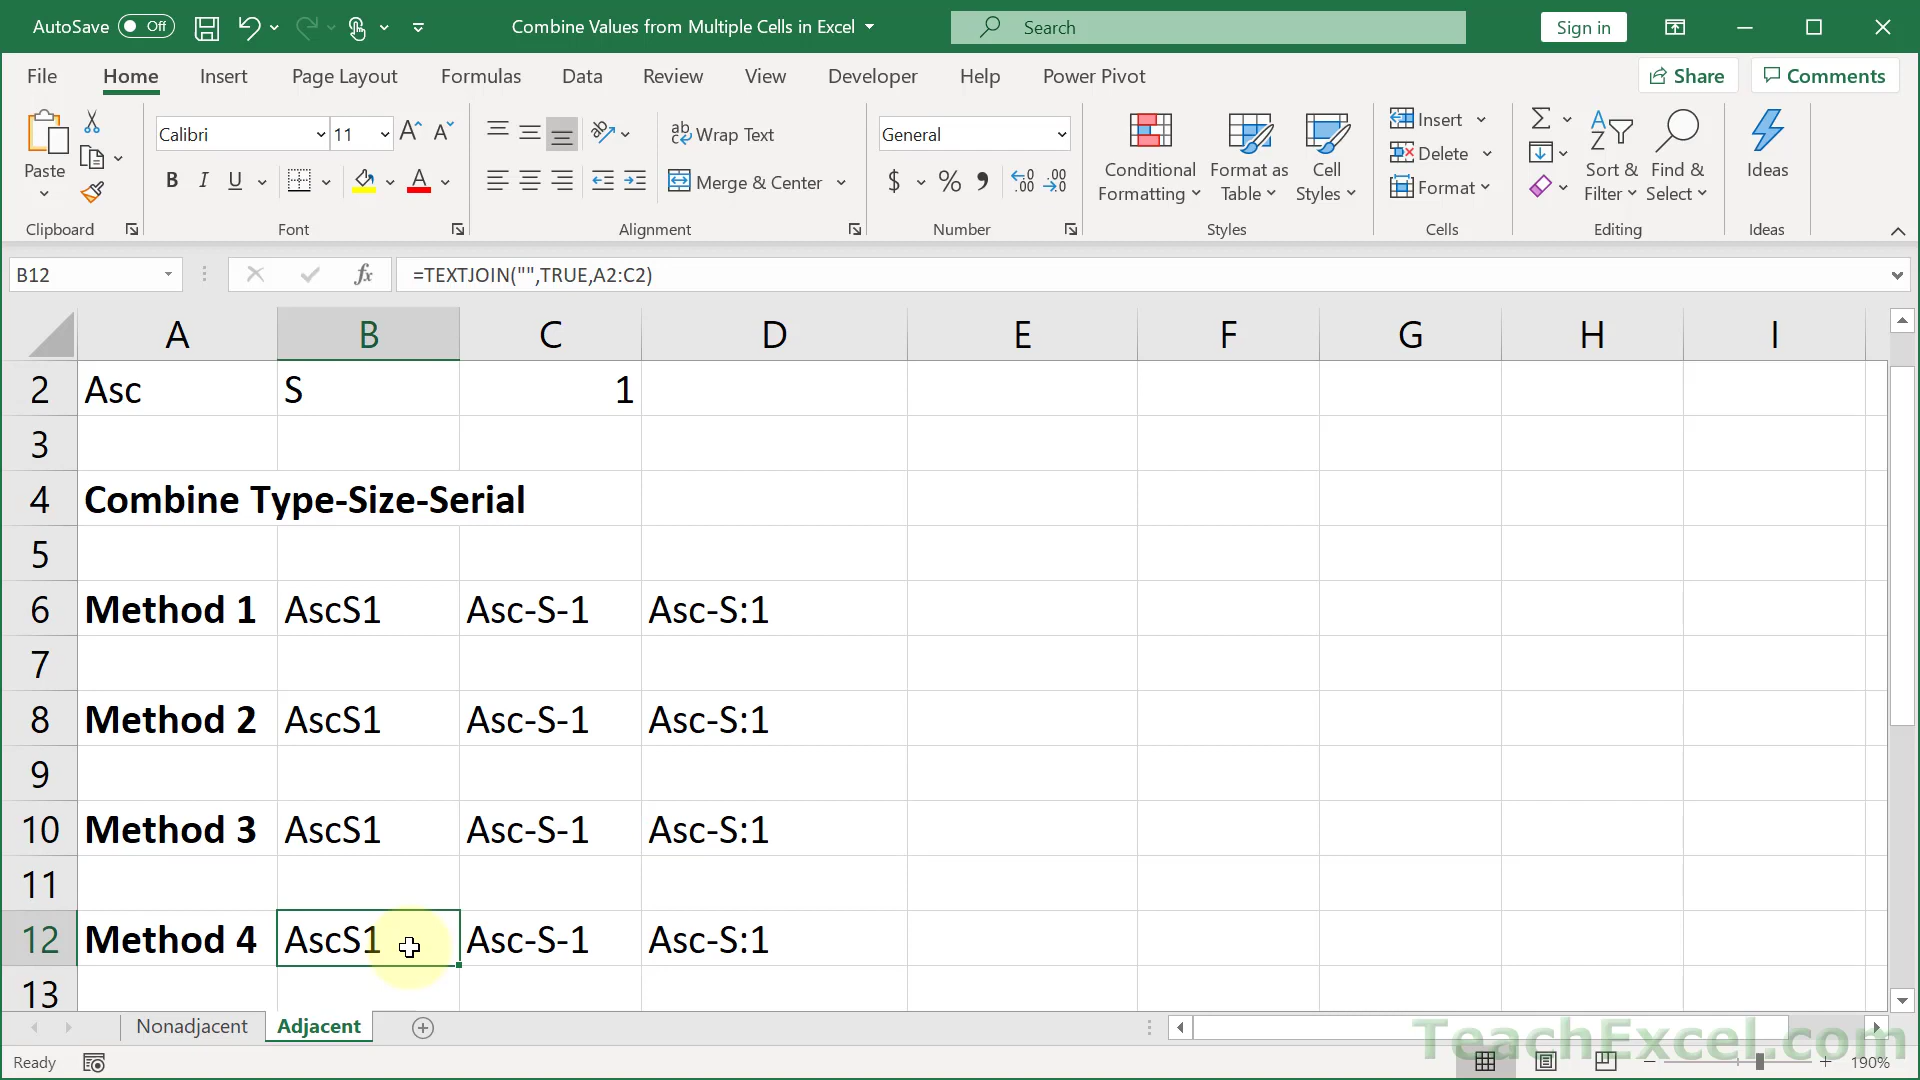 AutoSave Off Combine Values from Multiple Cells in Excel Search Sign in
File Home Insert Page Layout Formulas Data Review View Developer Help Power Pivot Share Comments
Paste
Clipboard
Calibri 11
B I U
Font
Wrap Text
Merge & Center
Alignment
General
$ % 9
Number
Conditional Formatting
Format as Table
Cell Styles
Styles
Insert
Delete
Format
Cells
Sort & Filter
Find & Select
Editing
Ideas
Ideas
B12 fx =TEXTJOIN("",TRUE,A2:C2)
A B C D E F G H I
2 Asc S 1
3
4 Combine Type-Size-Serial
5
6 Method 1 AscS1 Asc-S-1 Asc-S:1
7
8 Method 2 AscS1 Asc-S-1 Asc-S:1
9
10 Method 3 AscS1 Asc-S-1 Asc-S:1
11
12 Method 4 AscS1 Asc-S-1 Asc-S:1
13
Nonadjacent Adjacent
TeachExcel.com
Ready 190%